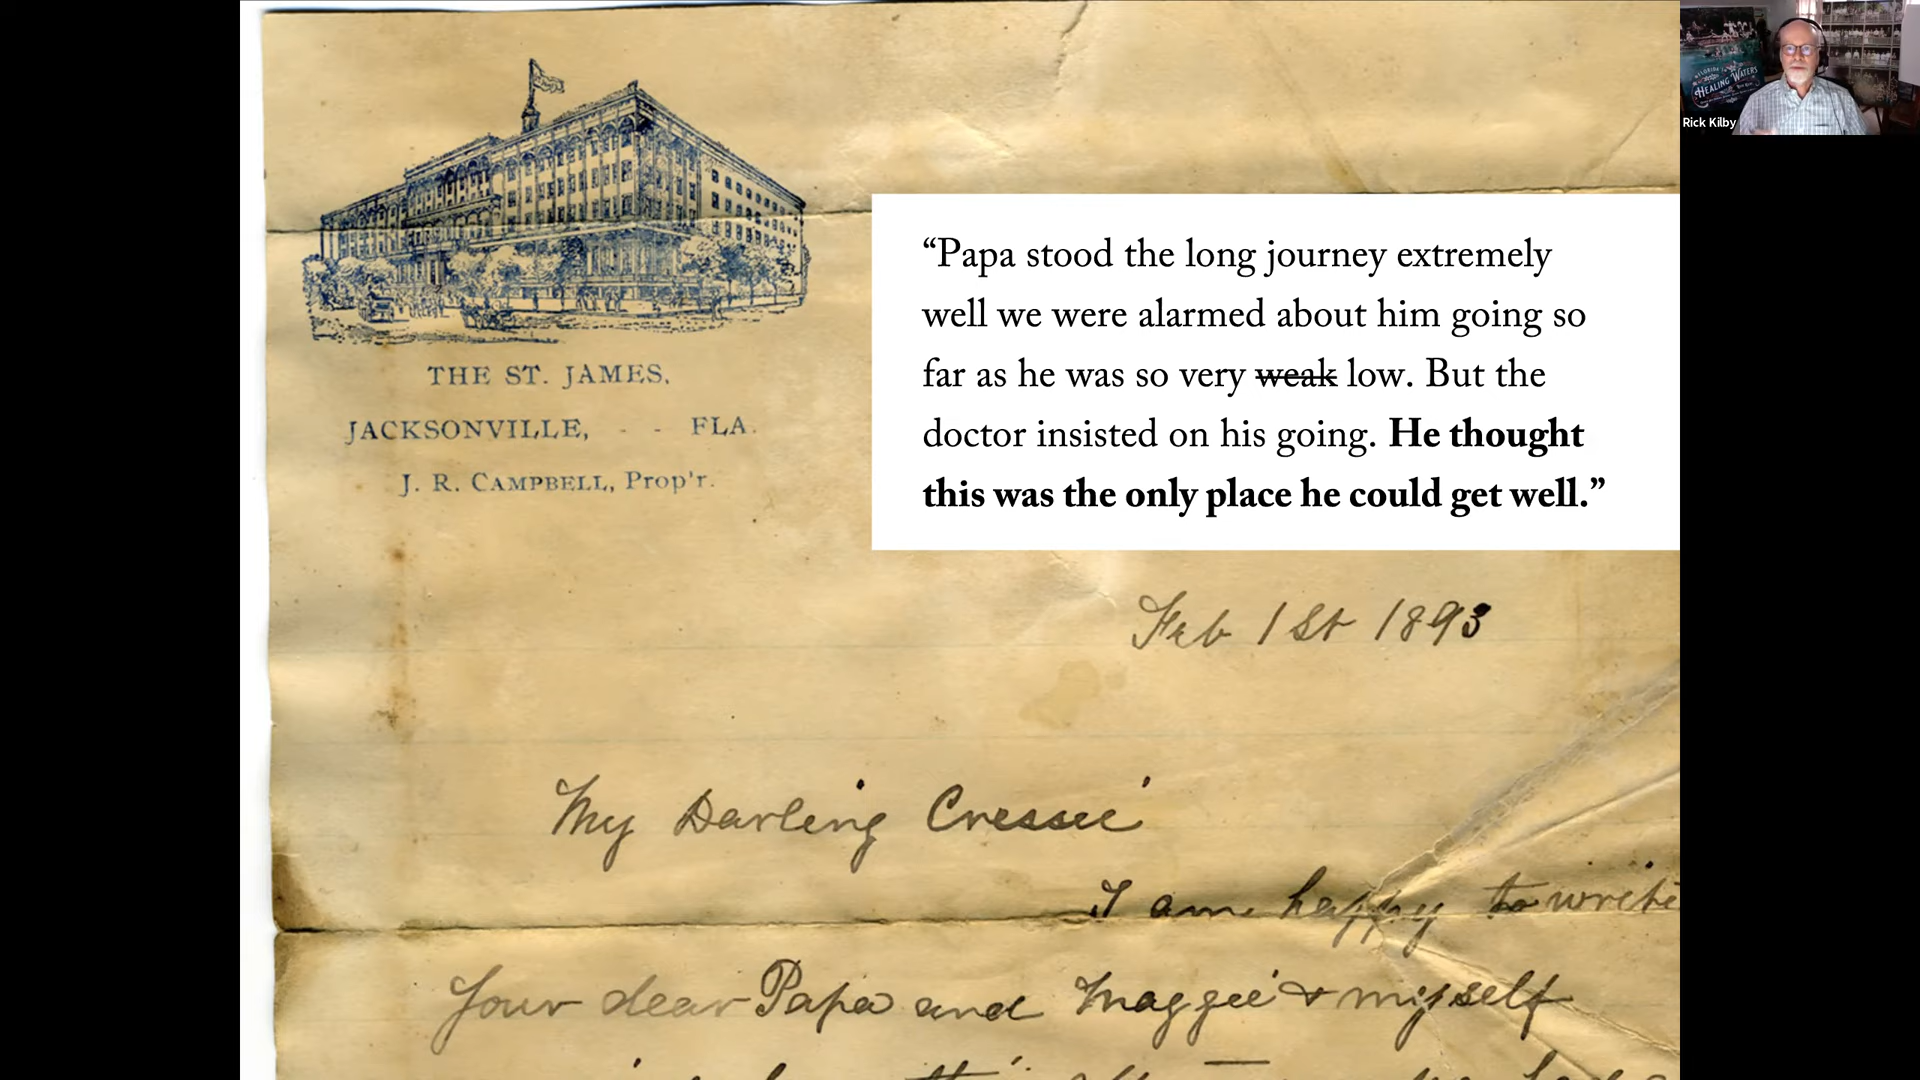 THE ST. JAMES,
JACKSONVILLE, - - FLA.
J. R. CAMPBELL, Prop'r.
“Papa stood the long journey extremely
well we were alarmed about him going so
far as he was so very weak low. But the
doctor insisted on his going. He thought
this was the only place he could get well.”
Feb 1st 1893
My Darling Cressie
I am happy to write
Your dear Papa and Maggie & myself
HEALING WATERS
Rick Kilby